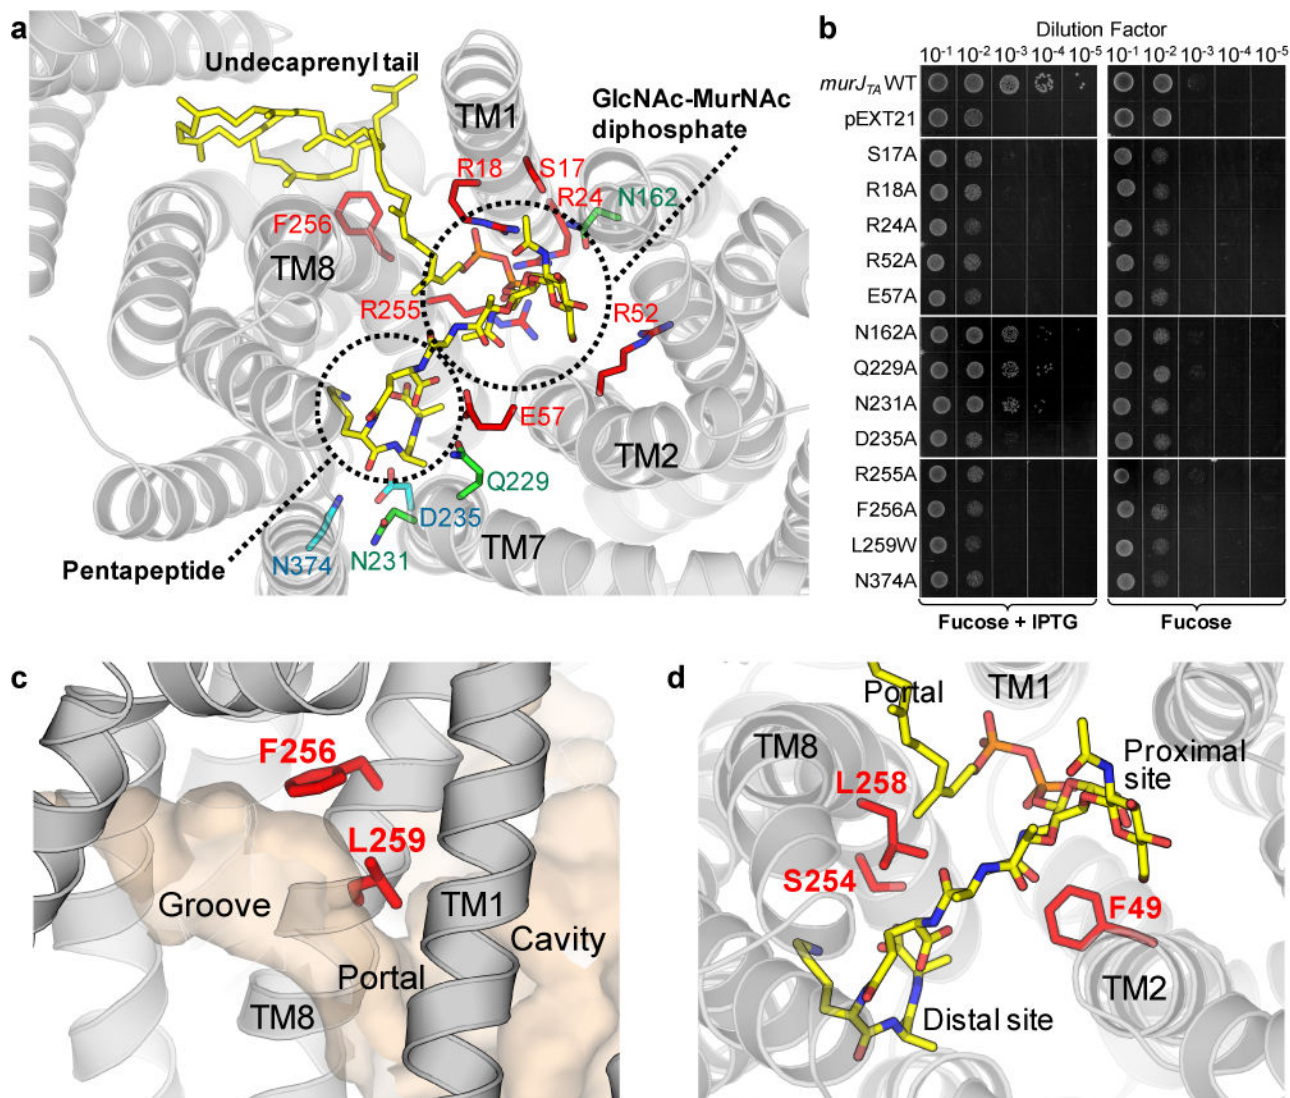 a
Undecaprenyl tail
GlcNAc-MurNAc
diphosphate
TM1
R18
S17
R24
N162
F256
TM8
R255
R52
E57
TM2
Q229
D235
N374
N231
TM7
Pentapeptide
b
Dilution Factor
10-1 10-2 10-3 10-4 10-5 10-1 10-2 10-3 10-4 10-5
murJTA WT
pEXT21
S17A
R18A
R24A
R52A
E57A
N162A
Q229A
N231A
D235A
R255A
F256A
L259W
N374A
Fucose + IPTG
Fucose
c
F256
L259
Groove
TM1
Cavity
Portal
TM8
d
Portal
TM1
TM8
Proximal
site
L258
S254
F49
TM2
Distal site